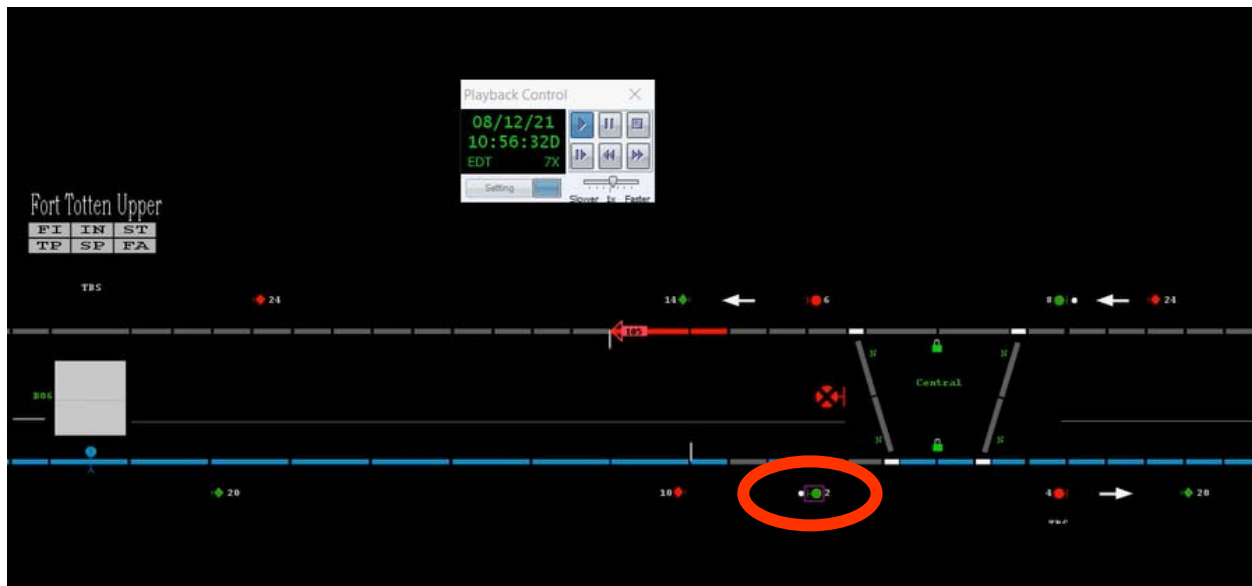 Playback Control
08/12/21
10:56:32D
EDT 7X
Setting
Slower 1x Faster
Fort Totten Upper
FI IN ST
TP SP FA
TBS
24 14 6 8 24
105
N N
Central
B06
N N
20 10 2 4 20